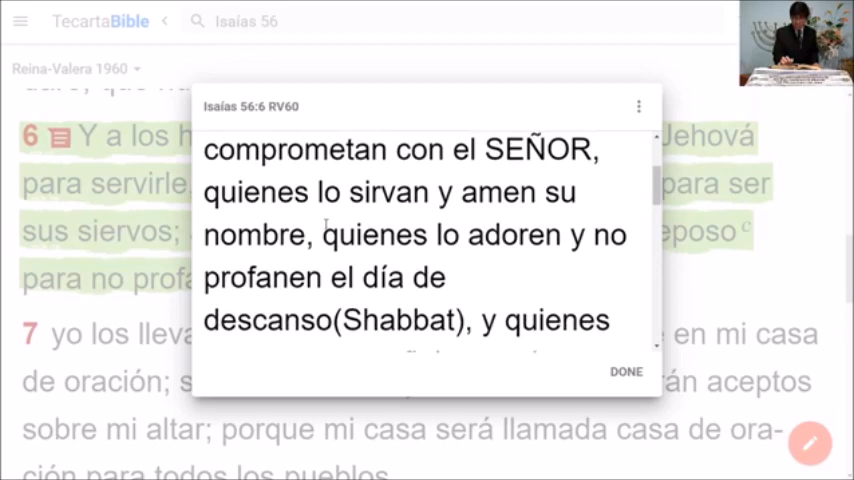 TecartaBible
Isaías 56
Reina-Valera 1960
Isaías 56:6 RV60
6 Y a los h
Jehová
comprometan con el SEÑOR,
para servirle
para ser
quienes lo sirvan y amen su
sus siervos;
eposo c
nombre, quienes lo adoren y no
para no prof
profanen el día de
descanso(Shabbat), y quienes
7 yo los lleva
en mi casa
DONE
de oración; s
rán aceptos
sobre mi altar; porque mi casa será llamada casa de ora-
ción para todos los pueblos